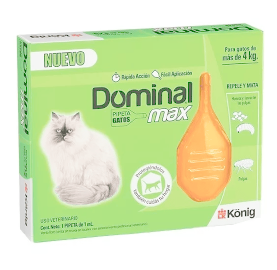 NUEVO
Rápida Acción
Fácil Aplicación
Para gatos de
más de 4 kg.
Dominal
max
PIPETA
GATOS
REPELE Y MATA
Pulgas
USO VETERINARIO
Cont. Neto: 1 PIPETA de 1 mL.
König
Dominal